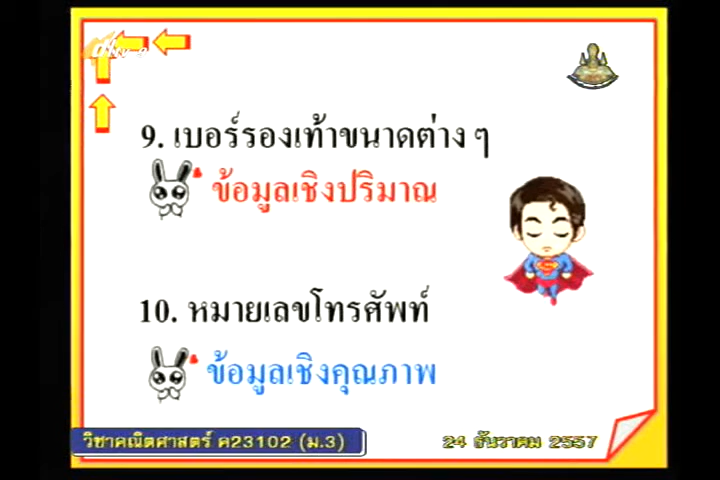 9. เบอร์รองเท้าขนาดต่าง ๆ
ข้อมูลเชิงปริมาณ
10. หมายเลขโทรศัพท์
ข้อมูลเชิงคุณภาพ
วิชาคณิตศาสตร์ ค23102 (ม.3)
24 ธันวาคม 2557